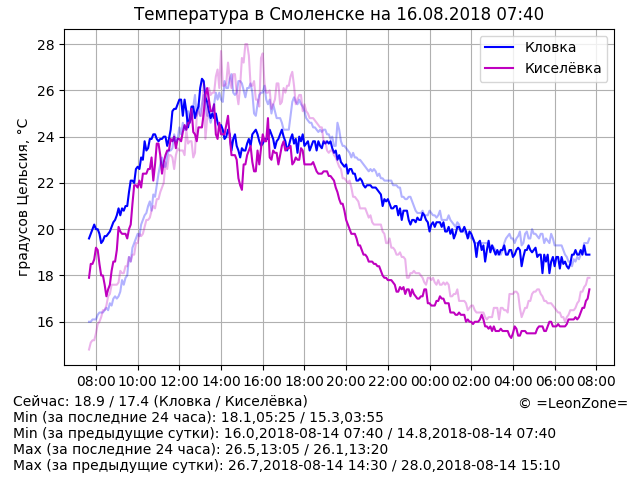 Температура в Смоленске на 16.08.2018 07:40
Кловка
Киселёвка
градусов Цельсия, °C
28
26
24
22
20
18
16
08:00 10:00 12:00 14:00 16:00 18:00 20:00 22:00 00:00 02:00 04:00 06:00 08:00
Сейчас: 18.9 / 17.4 (Кловка / Киселёвка)
© =LeonZone=
Min (за последние 24 часа): 18.1,05:25 / 15.3,03:55
Min (за предыдущие сутки): 16.0,2018-08-14 07:40 / 14.8,2018-08-14 07:40
Max (за последние 24 часа): 26.5,13:05 / 26.1,13:20
Max (за предыдущие сутки): 26.7,2018-08-14 14:30 / 28.0,2018-08-14 15:10